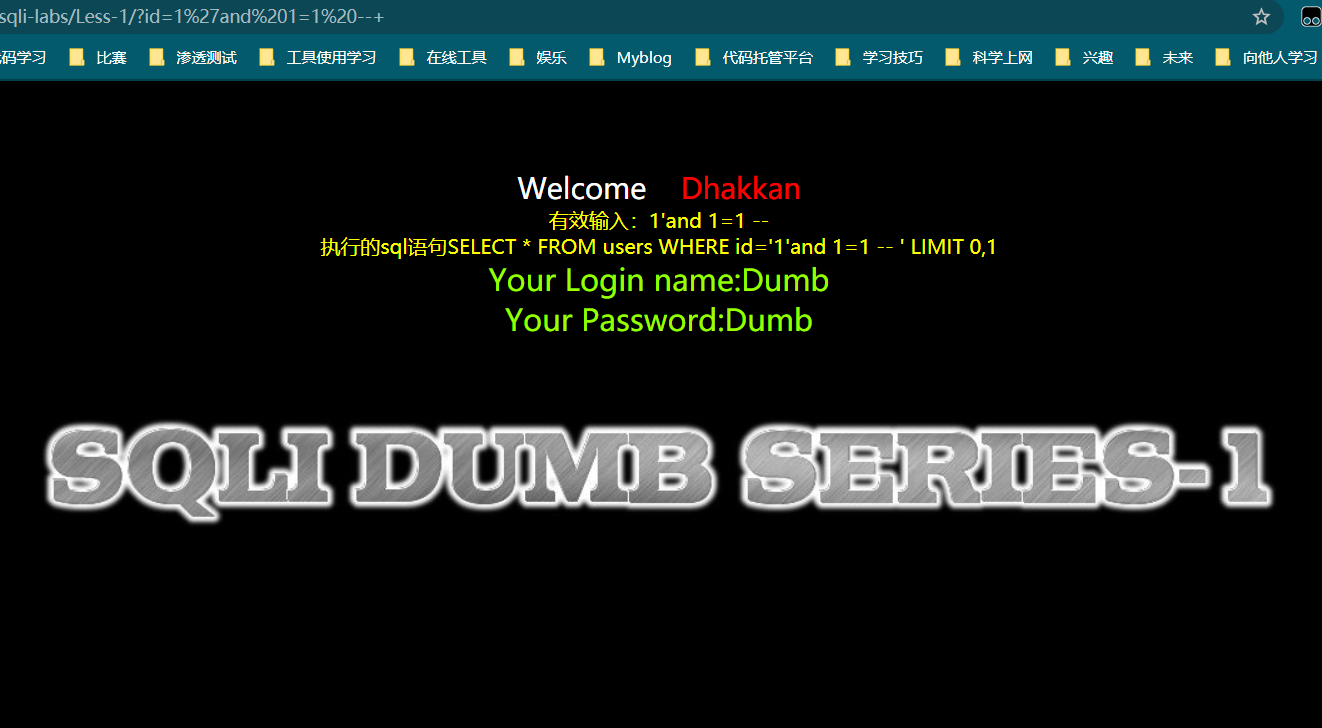 sqli-labs/Less-1/?id=1%27and%201=1%20--+
码学习 比赛 渗透测试 工具使用学习 在线工具 娱乐 Myblog 代码托管平台 学习技巧 科学上网 兴趣 未来 向他人学习
Welcome Dhakkan
有效输入：1'and 1=1 --
执行的sql语句SELECT * FROM users WHERE id='1'and 1=1 -- ' LIMIT 0,1
Your Login name:Dumb
Your Password:Dumb
SQLI DUMB SERIES-1